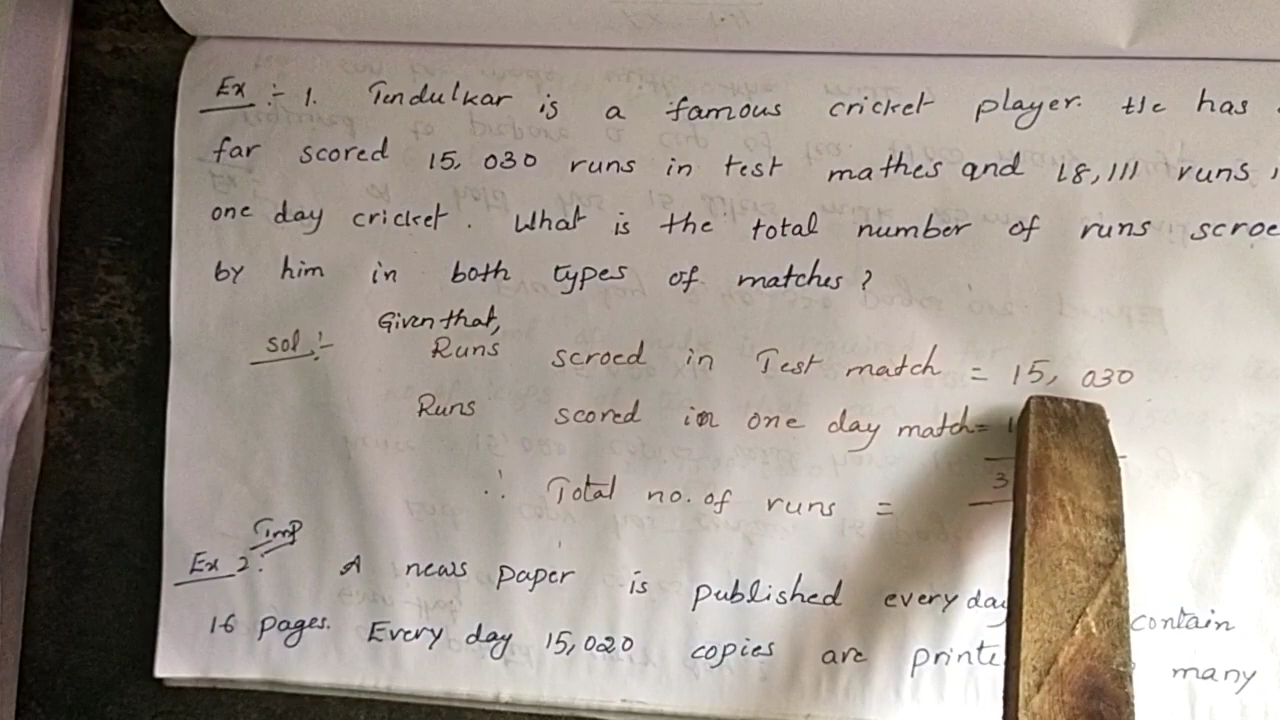 Ex :- 1. Tendulkar is a famous cricket player. He has
far scored 15,030 runs in test mathes and 18,111 runs
one day cricket. What is the total number of runs scroe
by him in both types of matches?
Sol :- Given that,
Runs scroed in Test match = 15,030
Runs scored in one day match = 1
∴ Total no. of runs = 3
Ex 2: Imp A news paper is published every day contain
16 pages. Every day 15,020 copies are printe many